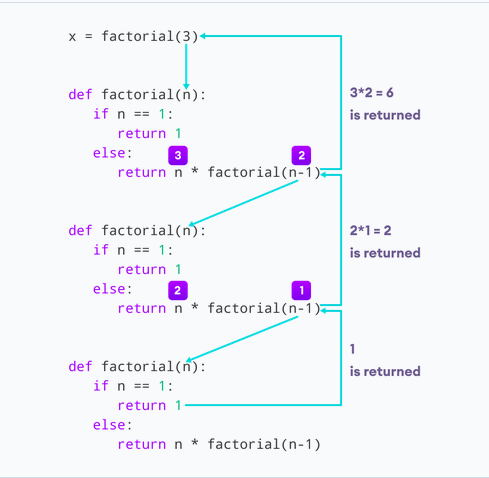 x = factorial(3)
def factorial(n):
3*2 = 6
if n == 1:
is returned
return 1
else:
3
2
return n * factorial(n-1)
def factorial(n):
2*1 = 2
if n == 1:
is returned
return 1
else:
2
1
return n * factorial(n-1)
1
def factorial(n):
is returned
if n == 1:
return 1
else:
return n * factorial(n-1)